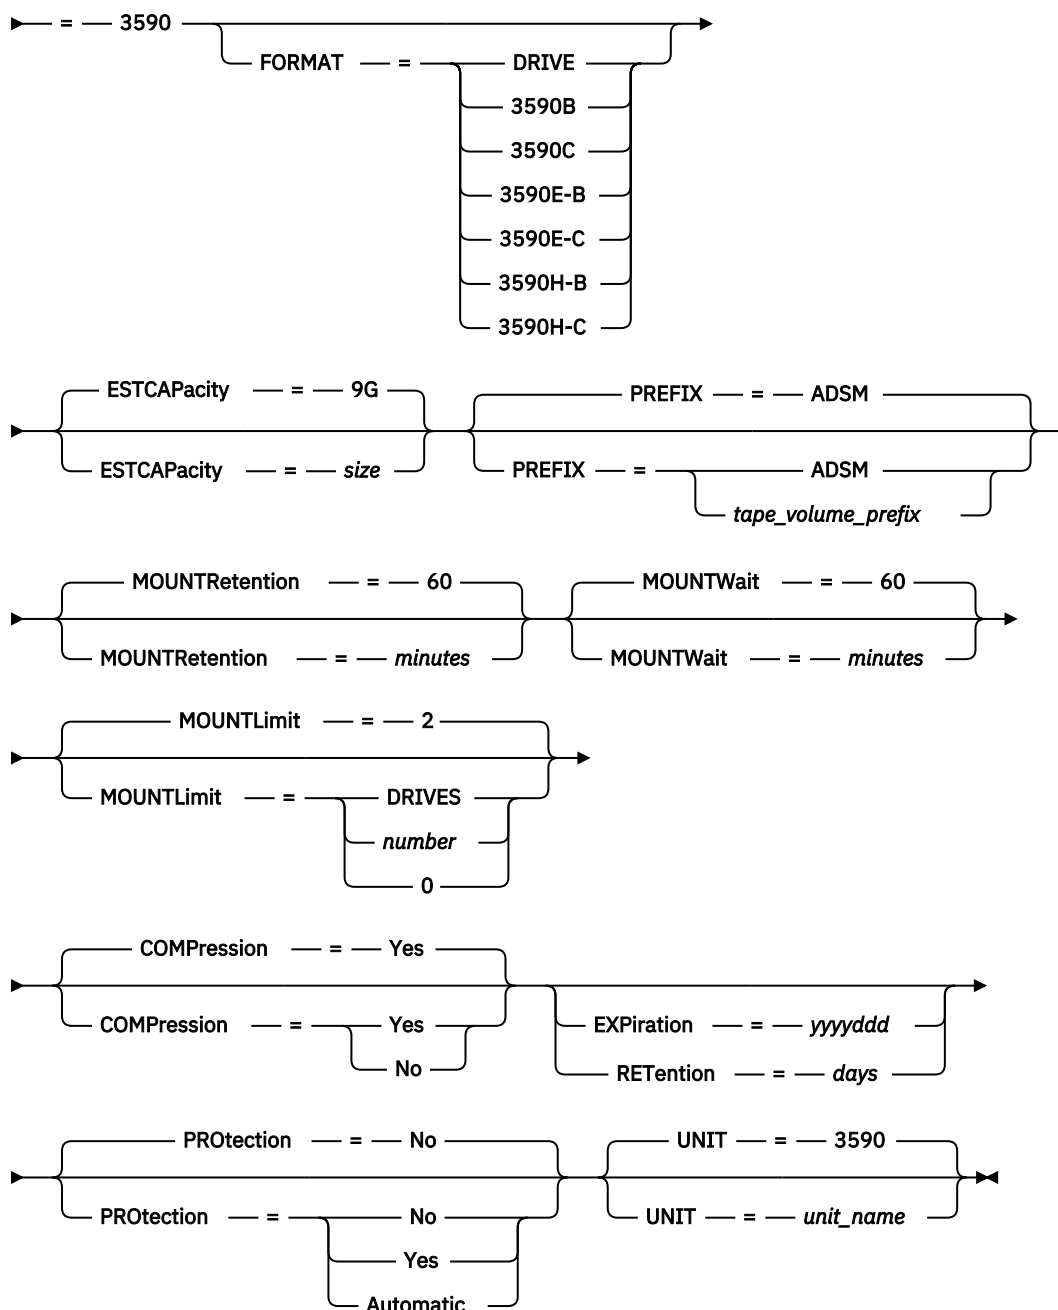 = 3590
FORMAT = DRIVE
3590B
3590C
3590E-B
3590E-C
3590H-B
3590H-C
ESTCAPacity = 9G PREFIX = ADSM
ESTCAPacity = size PREFIX = ADSM
tape_volume_prefix
MOUNTRetention = 60 MOUNTWait = 60
MOUNTRetention = minutes MOUNTWait = minutes
MOUNTLimit = 2
MOUNTLimit = DRIVES
number
0
COMPression = Yes
COMPression = Yes EXPiration = yyyyddd
No RETention = days
PROtection = No UNIT = 3590
PROtection = No UNIT = unit_name
Yes
Automatic